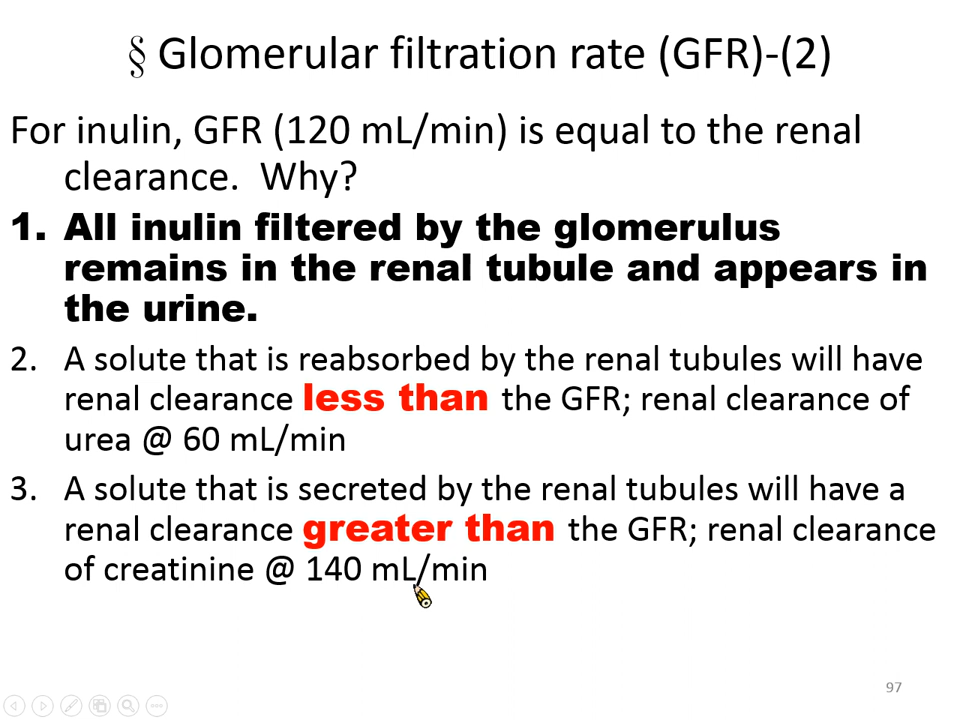 § Glomerular filtration rate (GFR)-(2)
For inulin, GFR (120 mL/min) is equal to the renal
clearance. Why?
1. All inulin filtered by the glomerulus
remains in the renal tubule and appears in
the urine.
2. A solute that is reabsorbed by the renal tubules will have
renal clearance less than the GFR; renal clearance of
urea @ 60 mL/min
3. A solute that is secreted by the renal tubules will have a
renal clearance greater than the GFR; renal clearance
of creatinine @ 140 mL/min
97